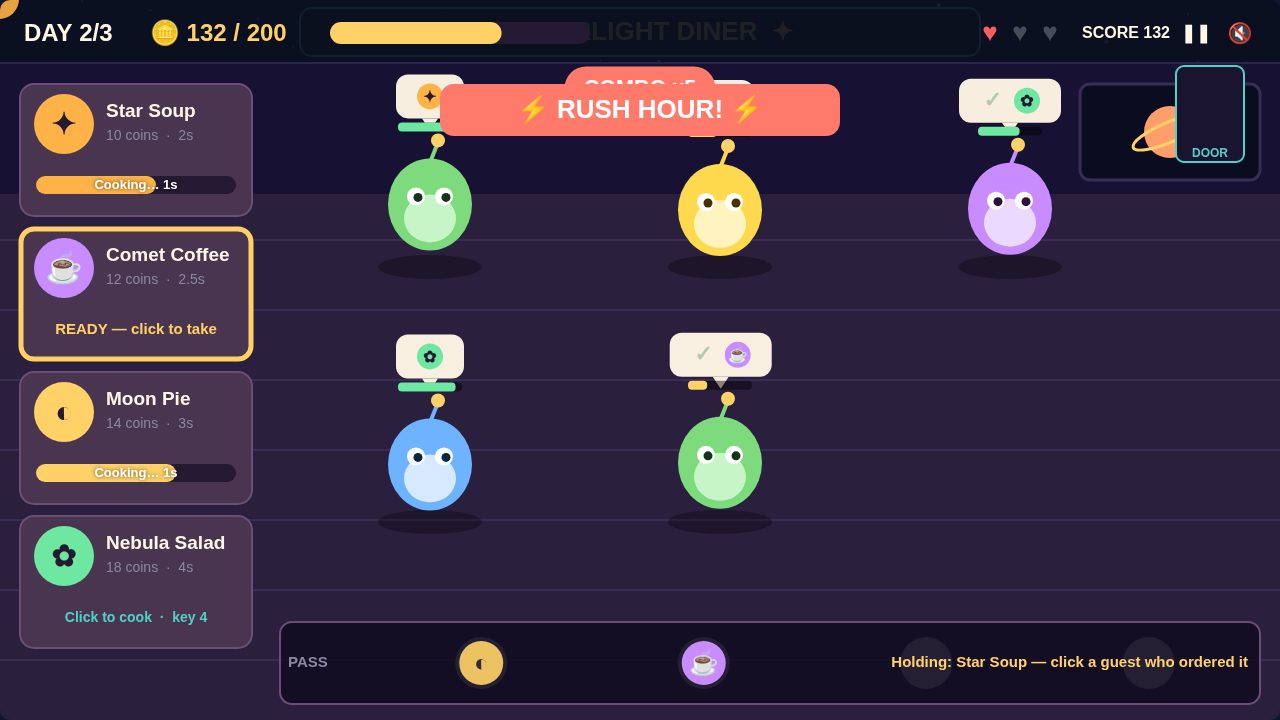 DAY 2/3
132 / 200
LIGHT DINER
SCORE 132
COMBO x5
⚡ RUSH HOUR! ⚡
DOOR
Star Soup
10 coins · 2s
Cooking… 1s
Comet Coffee
12 coins · 2.5s
READY — click to take
Moon Pie
14 coins · 3s
Cooking… 1s
Nebula Salad
18 coins · 4s
Click to cook · key 4
PASS
Holding: Star Soup — click a guest who ordered it